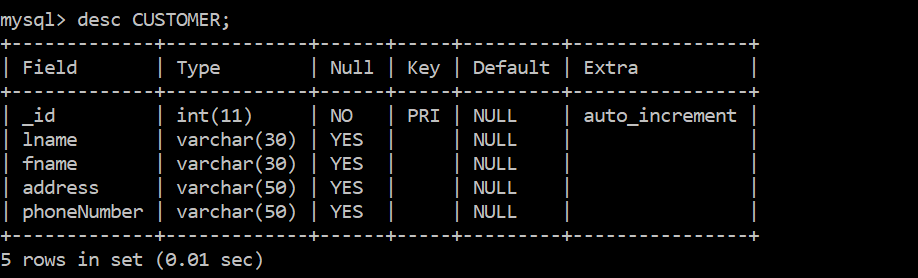 mysql> desc CUSTOMER;
+-------------+-------------+------+-----+---------+----------------+
| Field       | Type        | Null | Key | Default | Extra          |
+-------------+-------------+------+-----+---------+----------------+
| _id         | int(11)     | NO   | PRI | NULL    | auto_increment |
| lname       | varchar(30) | YES  |     | NULL    |                |
| fname       | varchar(30) | YES  |     | NULL    |                |
| address     | varchar(50) | YES  |     | NULL    |                |
| phoneNumber | varchar(50) | YES  |     | NULL    |                |
+-------------+-------------+------+-----+---------+----------------+
5 rows in set (0.01 sec)